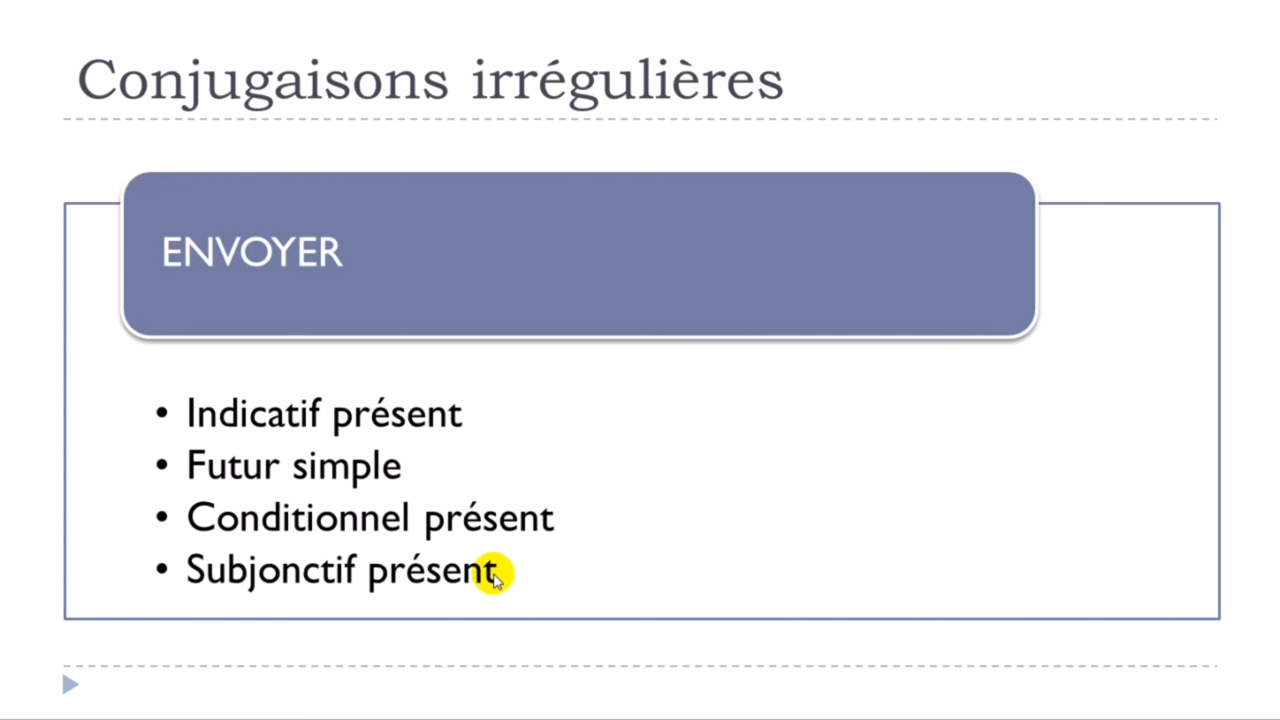 Conjugaisons irrégulières
ENVOYER
• Indicatif présent
• Futur simple
• Conditionnel présent
• Subjonctif présent